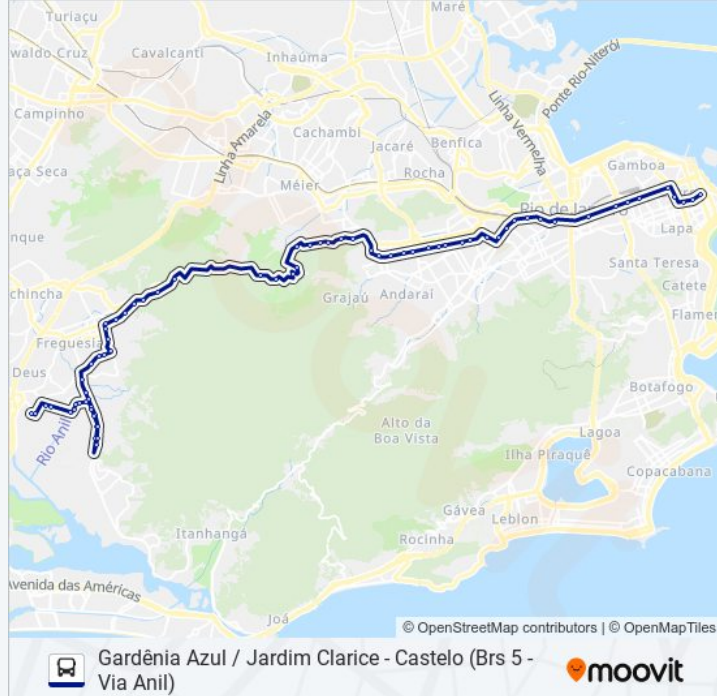 Turiaçu
Maré
waldo Cruz
Cavalcanti
Inhaúma
Ponte Rio-Niterói
Campinho
Linha Amarela
Cachambi
Linha Vermelha
Jacaré
Benfica
Gamboa
aça Seca
Méier
Rocha
Rio de Ja
Lapa
nque
Santa Teresa
Catete
chincha
Grajaú
Andaraí
Flamen
Freguesia
Deus
Botafogo
Alto da
Boa Vista
Lagoa
Rio Anil
Ilha Piraquê
Copacabana
Gávea
Leblon
Itanhangá
Rocinha
Avenida das Américas
Joá
© OpenStreetMap contributors | © OpenMapTiles
Gardênia Azul / Jardim Clarice - Castelo (Brs 5 -
Via Anil)
moovit